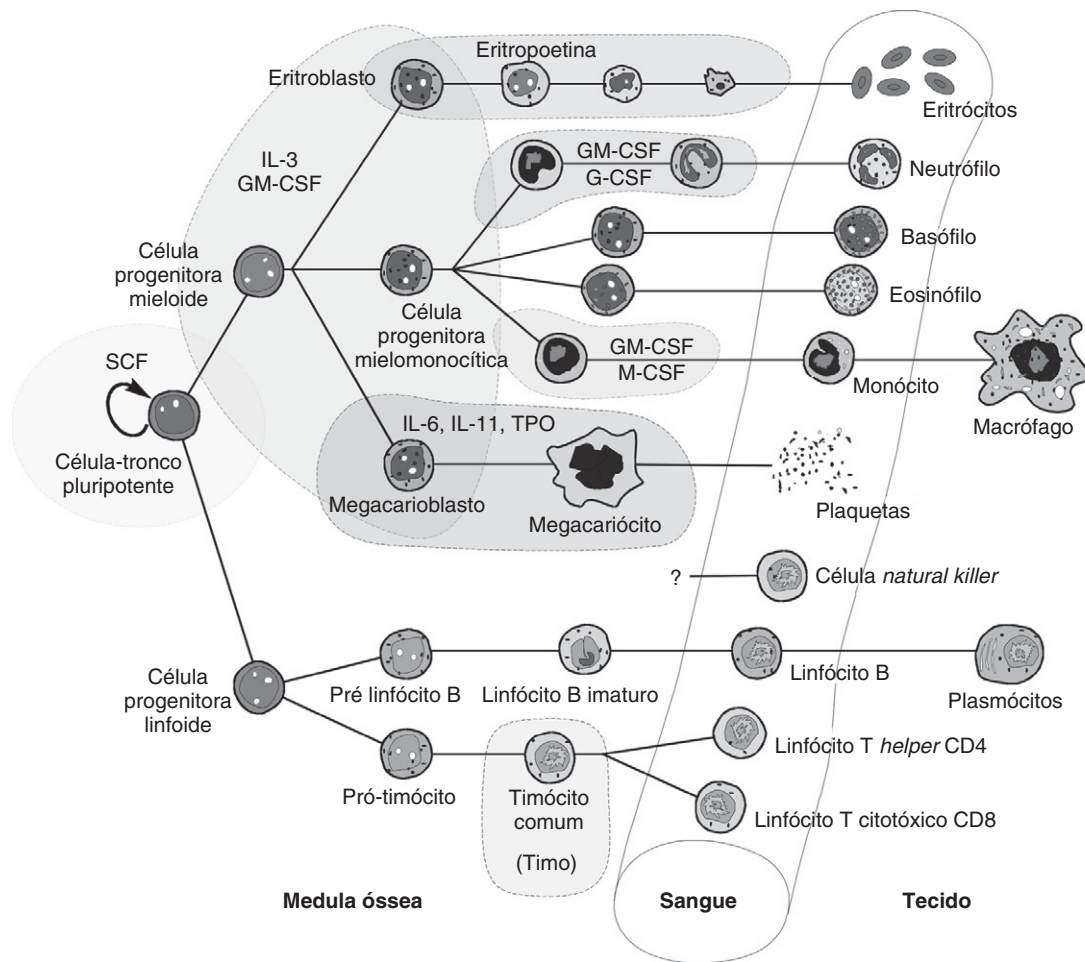 Eritroblasto
Eritropoetina
Eritrócitos
IL-3
GM-CSF
GM-CSF
G-CSF
Neutrófilo
Basófilo
Célula
progenitora
mieloide
Célula
progenitora
mielomonocítica
Eosinófilo
GM-CSF
M-CSF
Monócito
Macrófago
SCF
Célula-tronco
pluripotente
IL-6, IL-11, TPO
Megacarioblasto
Megacariócito
Plaquetas
?
Célula natural killer
Célula
progenitora
linfoide
Pré linfócito B
Linfócito B imaturo
Linfócito B
Plasmócitos
Pró-timócito
Timócito
comum
(Timo)
Linfócito T helper CD4
Linfócito T citotóxico CD8
Medula óssea
Sangue
Tecido